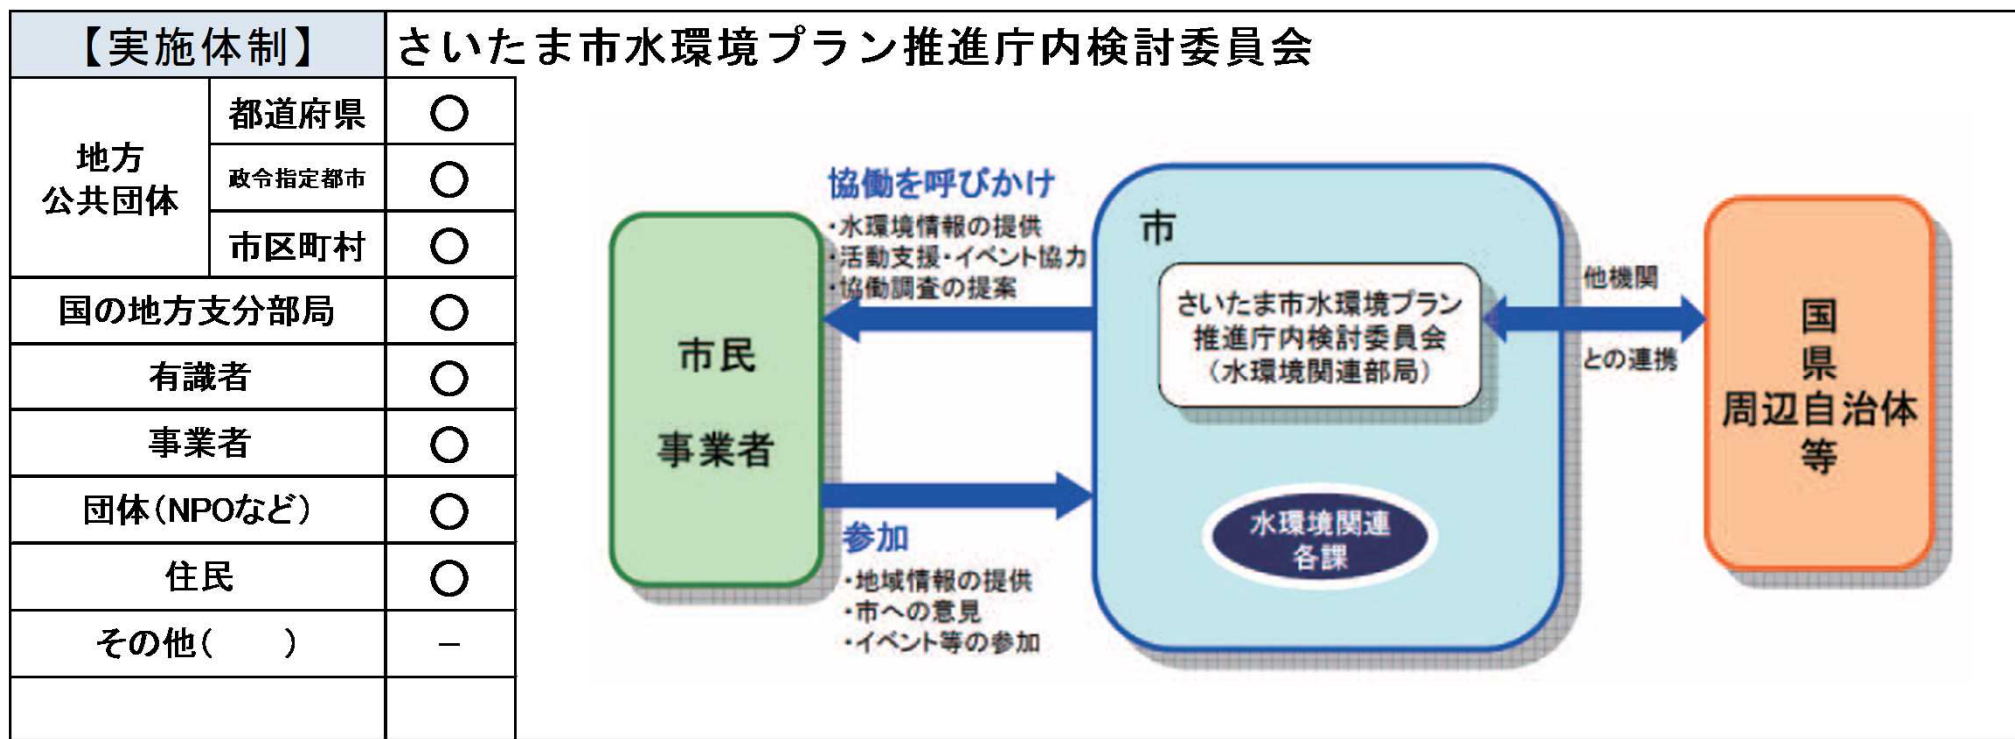 【実施体制】 さいたま市水環境プラン推進庁内検討委員会
地方
公共団体
都道府県 ○
政令指定都市 ○
市区町村 ○
国の地方支分部局 ○
有識者 ○
事業者 ○
団体(NPOなど) ○
住民 ○
その他(　　) －
市民
事業者
協働を呼びかけ
・水環境情報の提供
・活動支援・イベント協力
・協働調査の提案
参加
・地域情報の提供
・市への意見
・イベント等の参加
市
さいたま市水環境プラン
推進庁内検討委員会
(水環境関連部局)
水環境関連
各課
他機関
との連携
国
県
周辺自治体
等